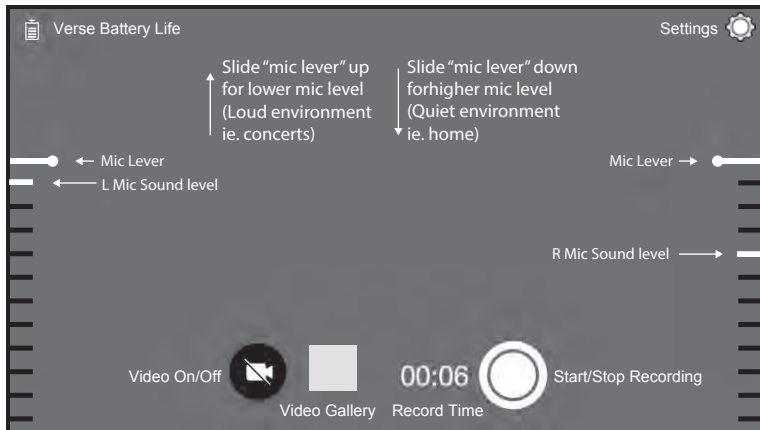 Verse Battery Life
Settings
Slide “mic lever” up
for lower mic level
(Loud environment
ie. concerts)
Slide “mic lever” down
forhigher mic level
(Quiet environment
ie. home)
Mic Lever
Mic Lever
L Mic Sound level
R Mic Sound level
Video On/Off
00:06
Start/Stop Recording
Video Gallery
Record Time